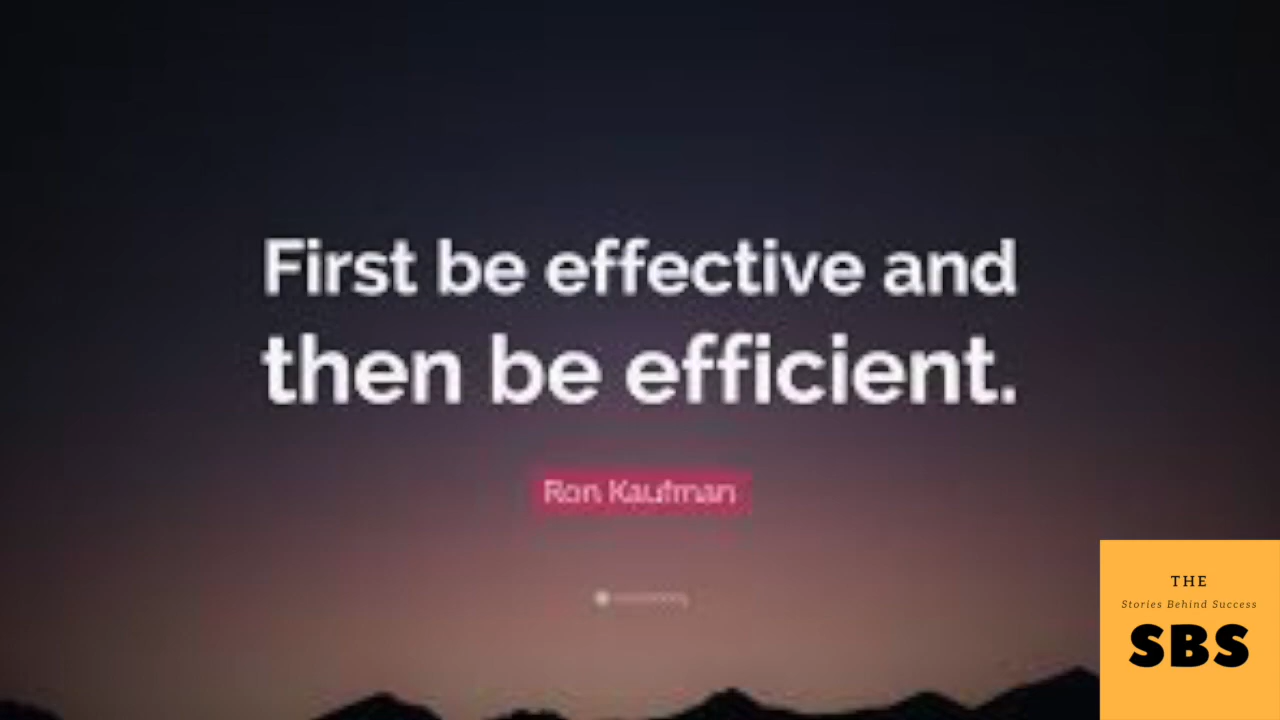 First be effective and
then be efficient.
Ron Kaufman
THE
Stories Behind Success
SBS